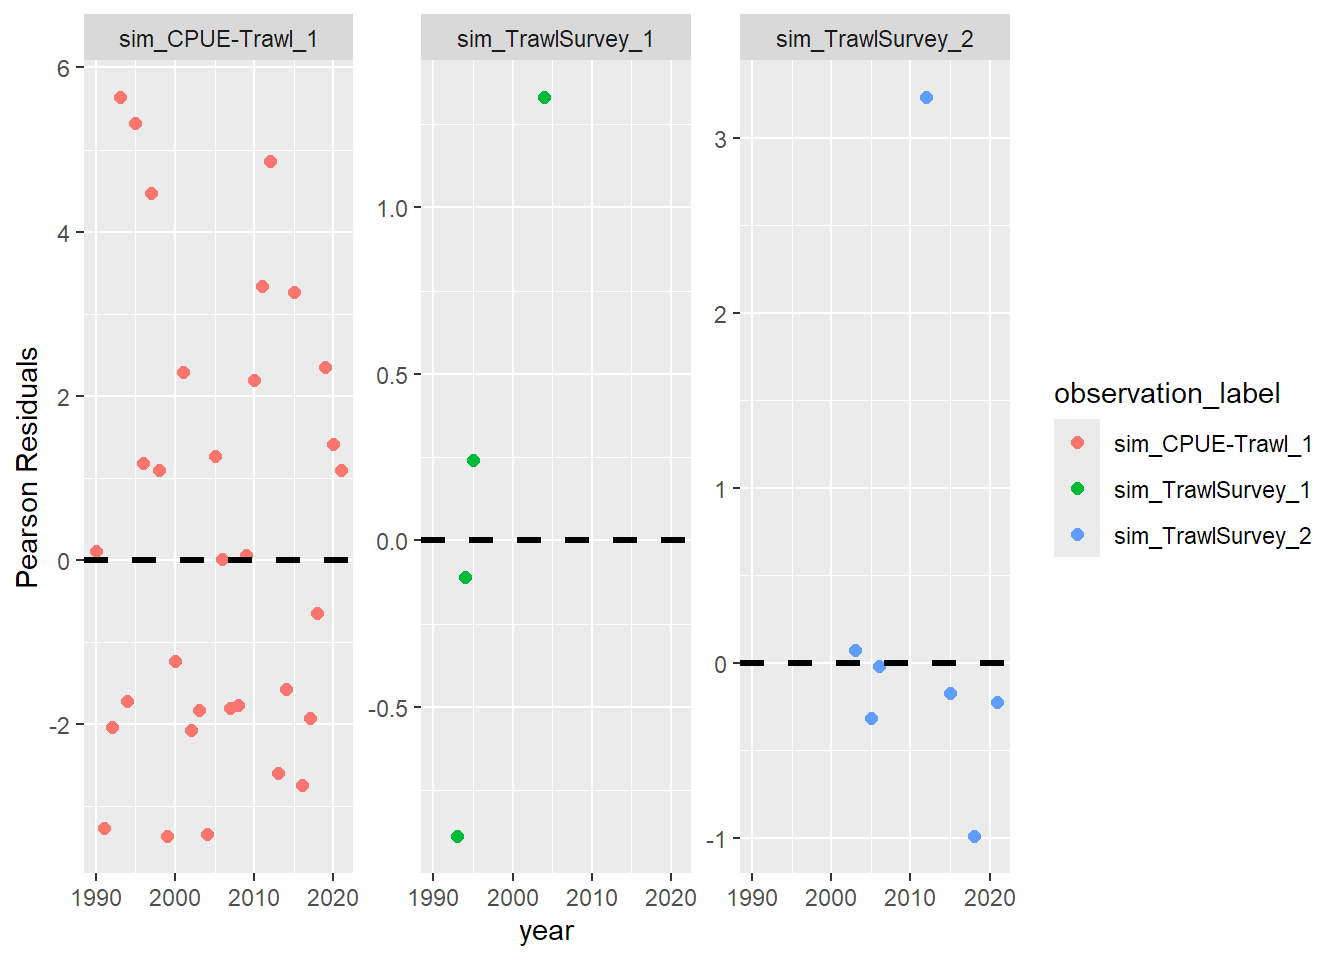 sim_CPUE-Trawl_1
sim_TrawlSurvey_1
sim_TrawlSurvey_2
Pearson Residuals
6
4
2
0
-2
1.0
0.5
0.0
-0.5
3
2
1
0
-1
1990 2000 2010 2020
1990 2000 2010 2020
1990 2000 2010 2020
year
observation_label
sim_CPUE-Trawl_1
sim_TrawlSurvey_1
sim_TrawlSurvey_2